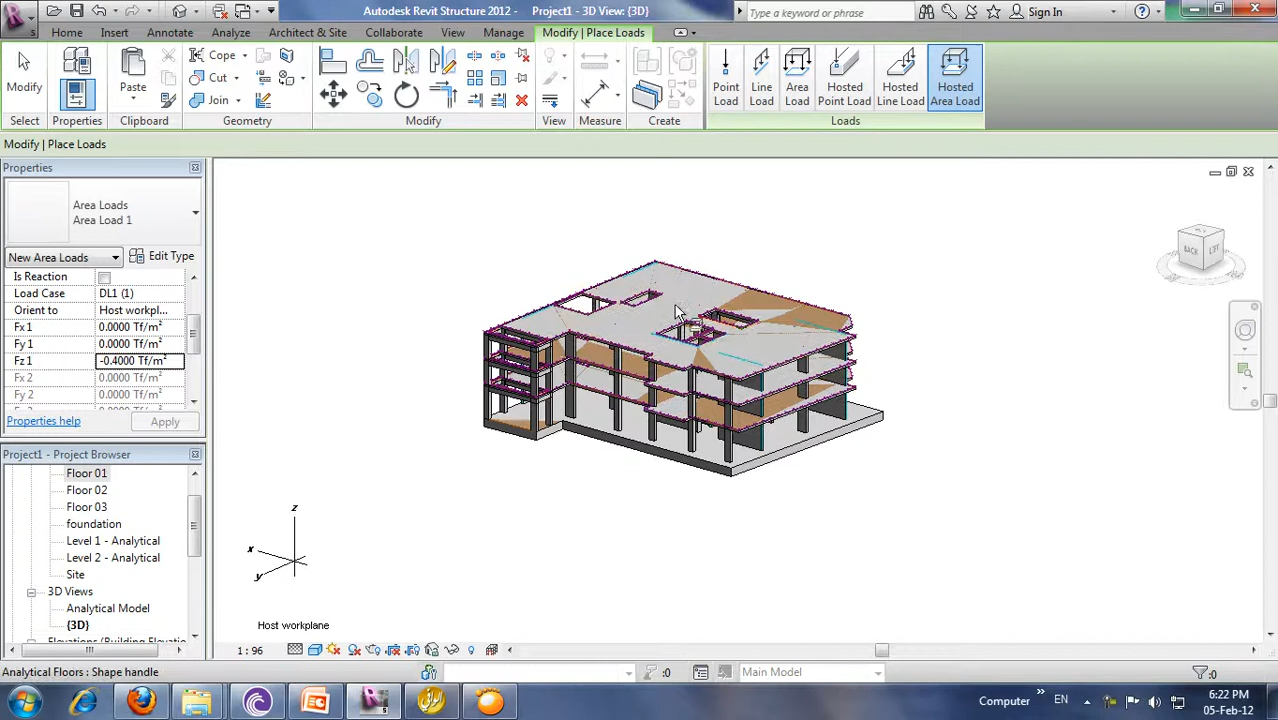 Autodesk Revit Structure 2012 - Project1 - 3D View: {3D}
Type a keyword or phrase
Sign In
Home Insert Annotate Analyze Architect & Site Collaborate View Manage Modify | Place Loads
Modify
Paste
Cope
Cut
Join
Point Load
Line Load
Area Load
Hosted Point Load
Hosted Line Load
Hosted Area Load
Select Properties Clipboard Geometry Modify View Measure Create Loads
Modify | Place Loads
Properties
Area Loads
Area Load 1
New Area Loads Edit Type
Is Reaction
Load Case DL1 (1)
Orient to Host workpl...
Fx 1 0.0000 Tf/m²
Fy 1 0.0000 Tf/m²
Fz 1 -0.4000 Tf/m²
Fx 2 0.0000 Tf/m²
Fy 2 0.0000 Tf/m²
Properties help Apply
Project1 - Project Browser
Floor 01
Floor 02
Floor 03
foundation
Level 1 - Analytical
Level 2 - Analytical
Site
3D Views
Analytical Model
{3D}
Elevations (Building Elevatio
BACK LEFT
z
x
y
Host workplane
1 : 96
Analytical Floors : Shape handle
:0
Main Model
:0
Computer
EN
6:22 PM
05-Feb-12